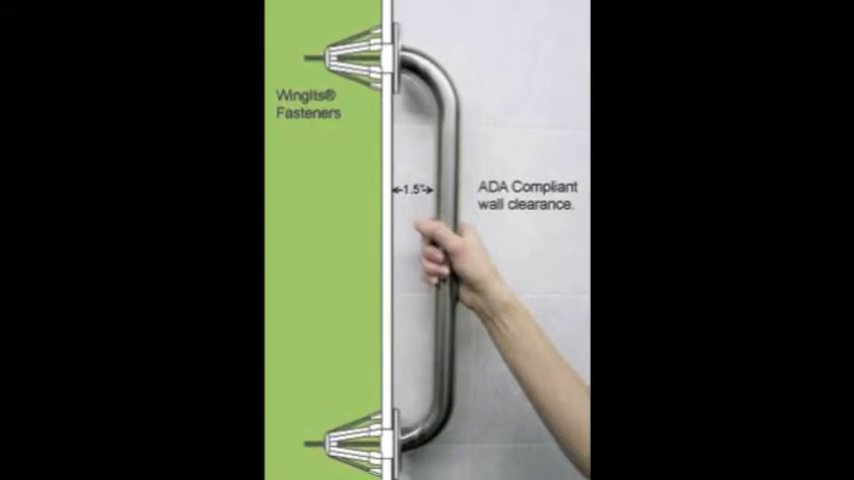 WingIts®
Fasteners
1.5"
ADA Compliant
wall clearance.